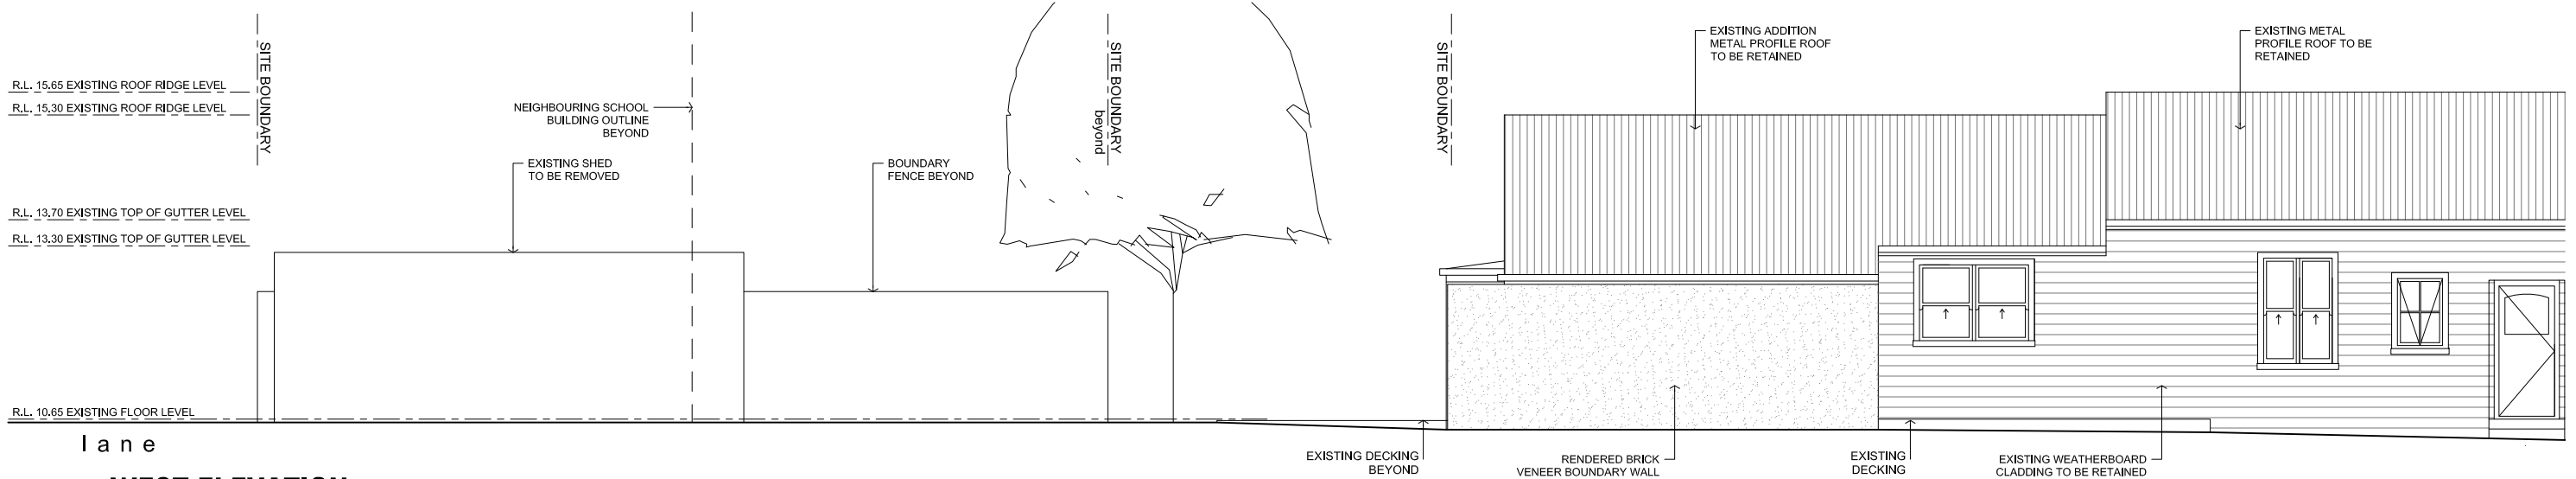 SITE BOUNDARY
SITE BOUNDARY
beyond
SITE BOUNDARY
EXISTING ADDITION
METAL PROFILE ROOF
TO BE RETAINED
EXISTING METAL
PROFILE ROOF TO BE
RETAINED
R.L. 15.65 EXISTING ROOF RIDGE LEVEL
R.L. 15.30 EXISTING ROOF RIDGE LEVEL
NEIGHBOURING SCHOOL
BUILDING OUTLINE
BEYOND
EXISTING SHED
TO BE REMOVED
BOUNDARY
FENCE BEYOND
R.L. 13.70 EXISTING TOP OF GUTTER LEVEL
R.L. 13.30 EXISTING TOP OF GUTTER LEVEL
R.L. 10.65 EXISTING FLOOR LEVEL
lane
EXISTING DECKING
BEYOND
RENDERED BRICK
VENEER BOUNDARY WALL
EXISTING
DECKING
EXISTING WEATHERBOARD
CLADDING TO BE RETAINED
WEST ELEVATION